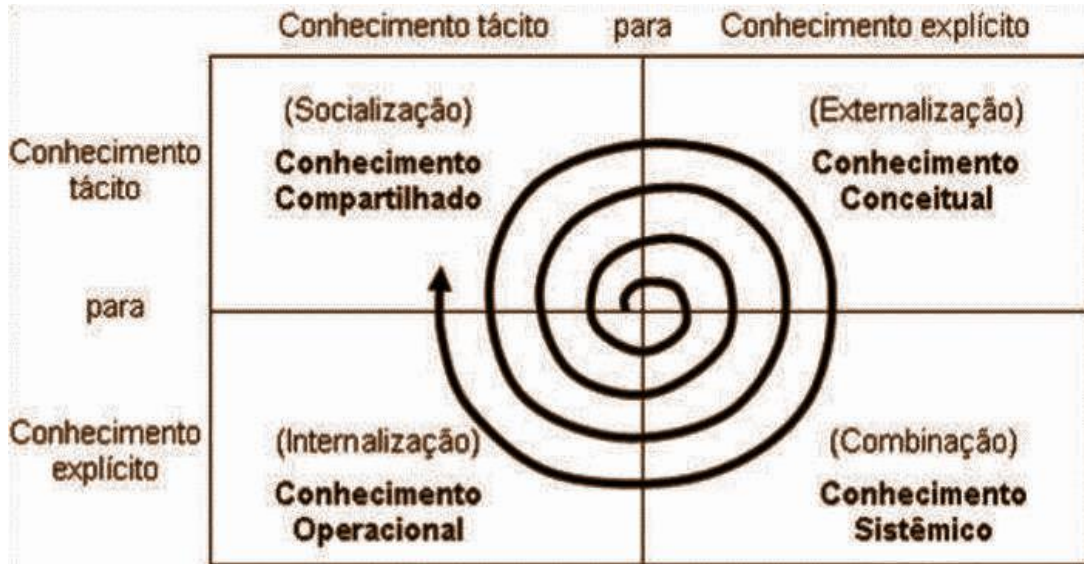 Conhecimento tácito para Conhecimento explícito
(Socialização)
Conhecimento
Compartilhado
(Externalização)
Conhecimento
Conceitual
Conhecimento
tácito
para
Conhecimento
explícito
(Internalização)
Conhecimento
Operacional
(Combinação)
Conhecimento
Sistêmico